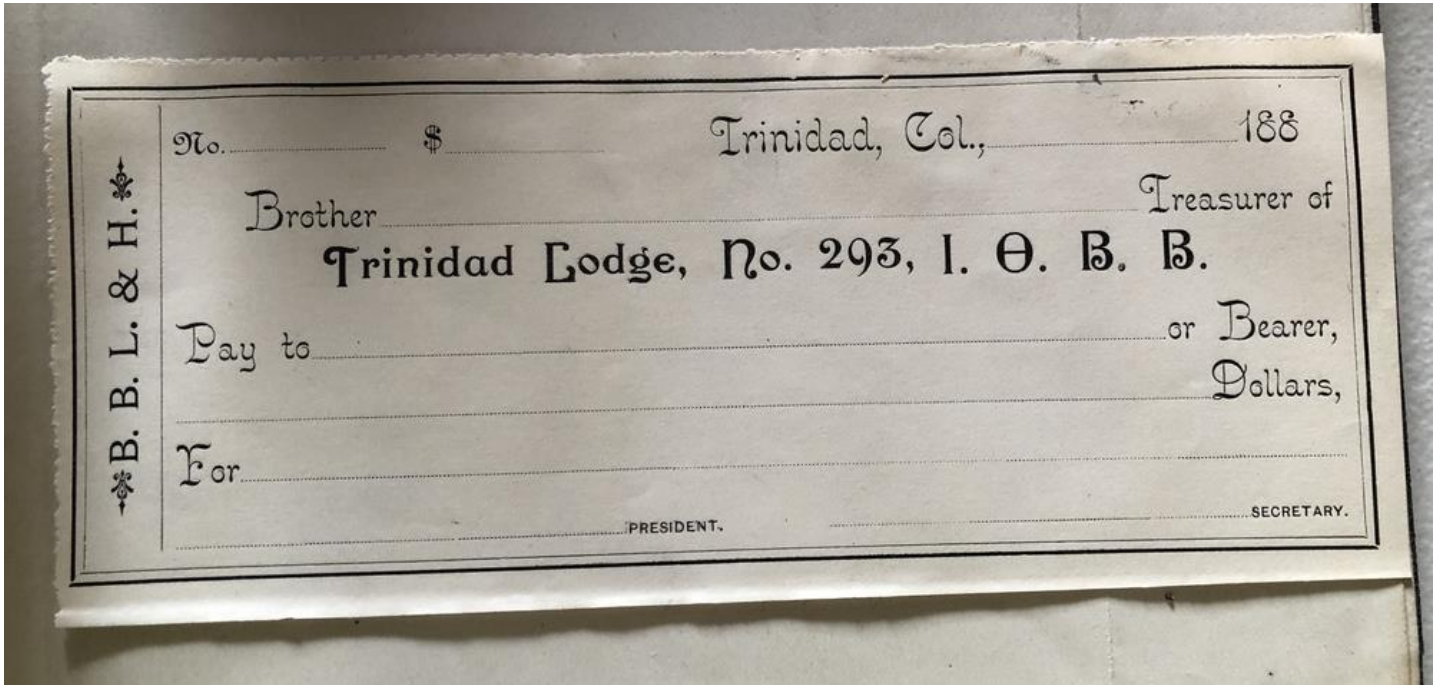 B. B. L. & H.
No. $ Trinidad, Col., 188
Brother Treasurer of
Trinidad Lodge, No. 293, I. O. B. B.
Pay to or Bearer,
Dollars,
For
PRESIDENT. SECRETARY.